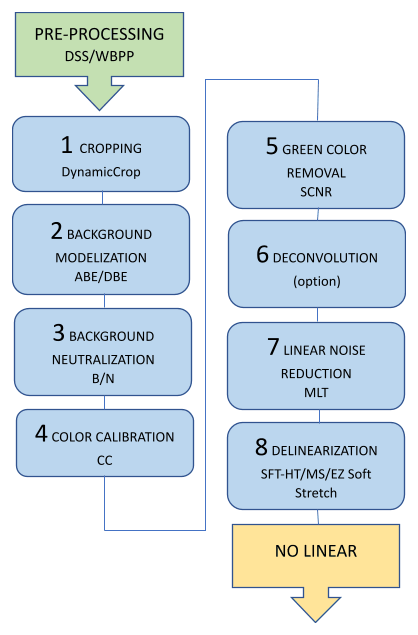 PRE-PROCESSING
DSS/WBPP
1 CROPPING
DynamicCrop
2 BACKGROUND
MODELIZATION
ABE/DBE
3 BACKGROUND
NEUTRALIZATION
B/N
4 COLOR CALIBRATION
CC
5 GREEN COLOR
REMOVAL
SCNR
6 DECONVOLUTION
(option)
7 LINEAR NOISE
REDUCTION
MLT
8 DELINEARIZATION
SFT-HT/MS/EZ Soft
Stretch
NO LINEAR